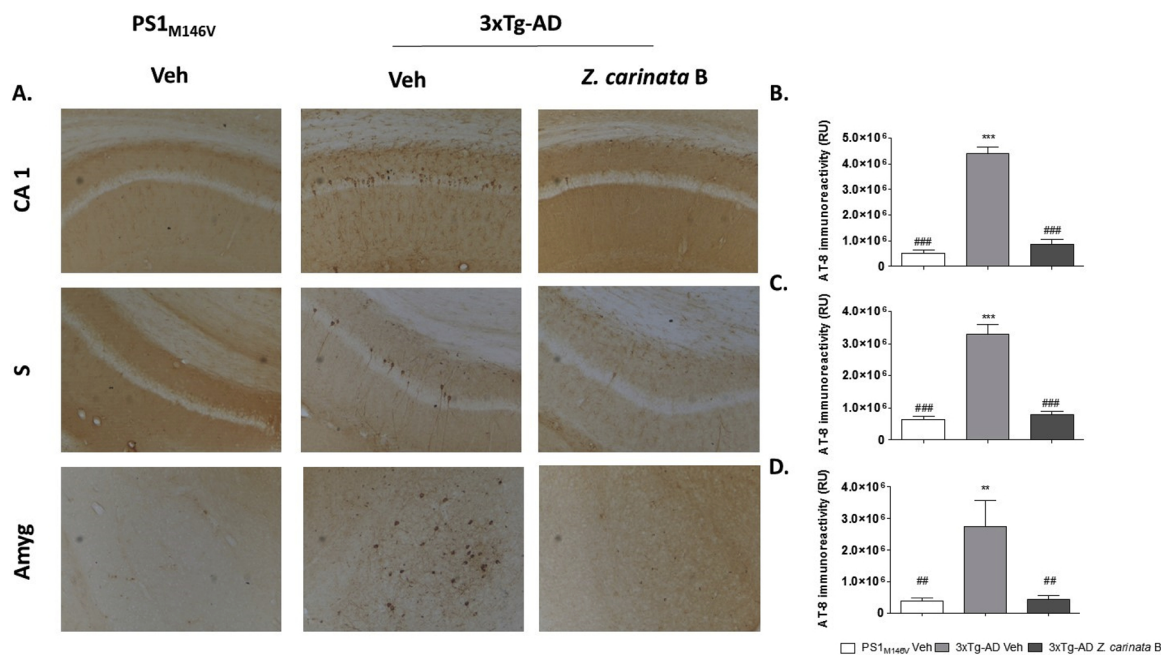 PS1M146V
3xTg-AD
Veh
Veh
Z. carinata B
A.
CA 1
S
Amyg
B.
AT-8 immunoreactivity (RU)
5.0×10⁶
4.0×10⁶
3.0×10⁶
2.0×10⁶
1.0×10⁶
0
###
***
###
C.
AT-8 immunoreactivity (RU)
4.0×10⁶
3.0×10⁶
2.0×10⁶
1.0×10⁶
0
###
***
###
D.
AT-8 immunoreactivity (RU)
4.0×10⁶
3.0×10⁶
2.0×10⁶
1.0×10⁶
0
##
**
##
PS1M146V Veh 3xTg-AD Veh 3xTg-AD Z. carinata B